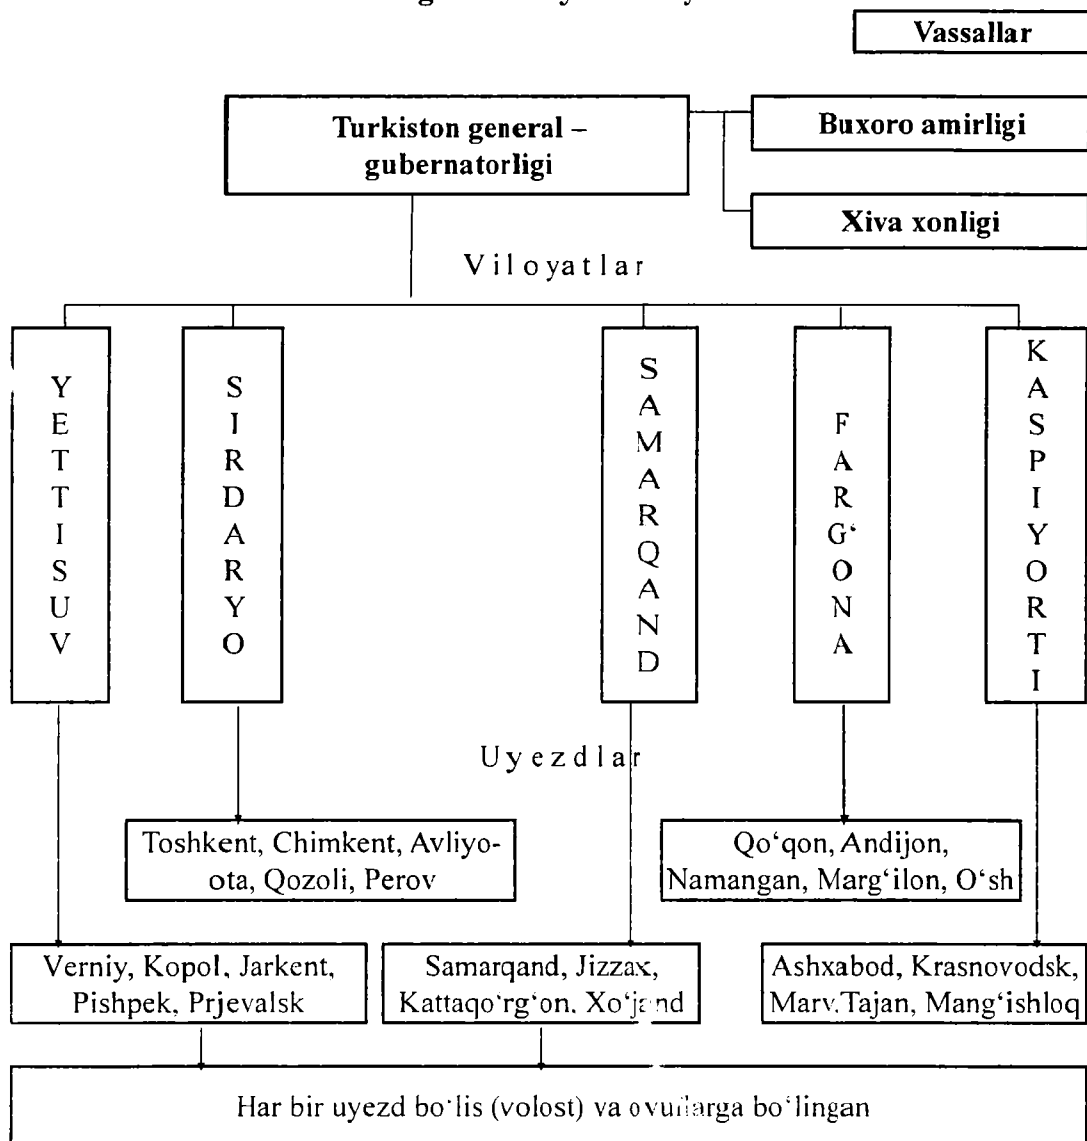 Vassallar
Turkiston general –
gubernatorligi
Buxoro amirligi
Xiva xonligi
Viloyatlar
YETTISUV
SIRDARYO
SAMARQAND
FARG‘ONA
KASPIYORTI
Uyezdlar
Toshkent, Chimkent, Avliyo-
ota, Qozoli, Perov
Qo‘qon, Andijon,
Namangan, Marg‘ilon, O‘sh
Verniy, Kopol, Jarkent,
Pishpek, Prjevalsk
Samarqand, Jizzax,
Kattaqo‘rg‘on, Xo‘jand
Ashxabod, Krasnovodsk,
Marv, Tajan, Mang‘ishloq
Har bir uyezd bo‘lis (volost) va ovullarga bo‘lingan